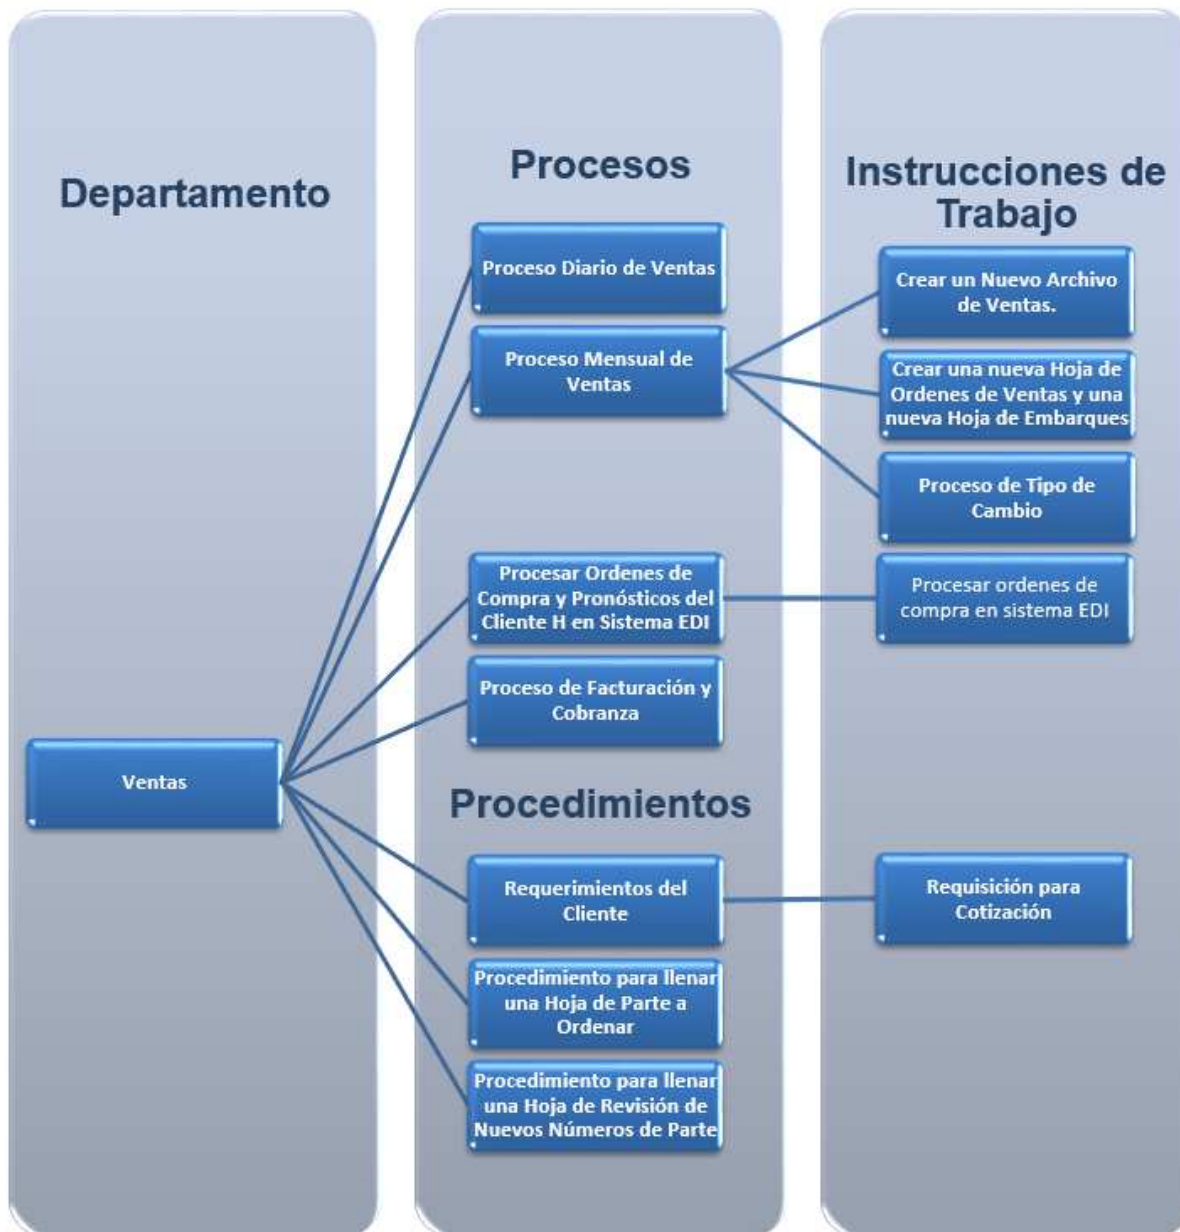 Departamento
Ventas
Procesos
Proceso Diario de Ventas
Proceso Mensual de
Ventas
Procesar Ordenes de
Compra y Pronósticos del
Cliente H en Sistema EDI
Proceso de Facturación y
Cobranza
Procedimientos
Requerimientos del
Cliente
Procedimiento para llenar
una Hoja de Parte a
Ordenar
Procedimiento para llenar
una Hoja de Revisión de
Nuevos Números de Parte
Instrucciones de
Trabajo
Crear un Nuevo Archivo
de Ventas.
Crear una nueva Hoja de
Ordenes de Ventas y una
nueva Hoja de Embarques
Proceso de Tipo de
Cambio
Procesar ordenes de
compra en sistema EDI
Requisición para
Cotización